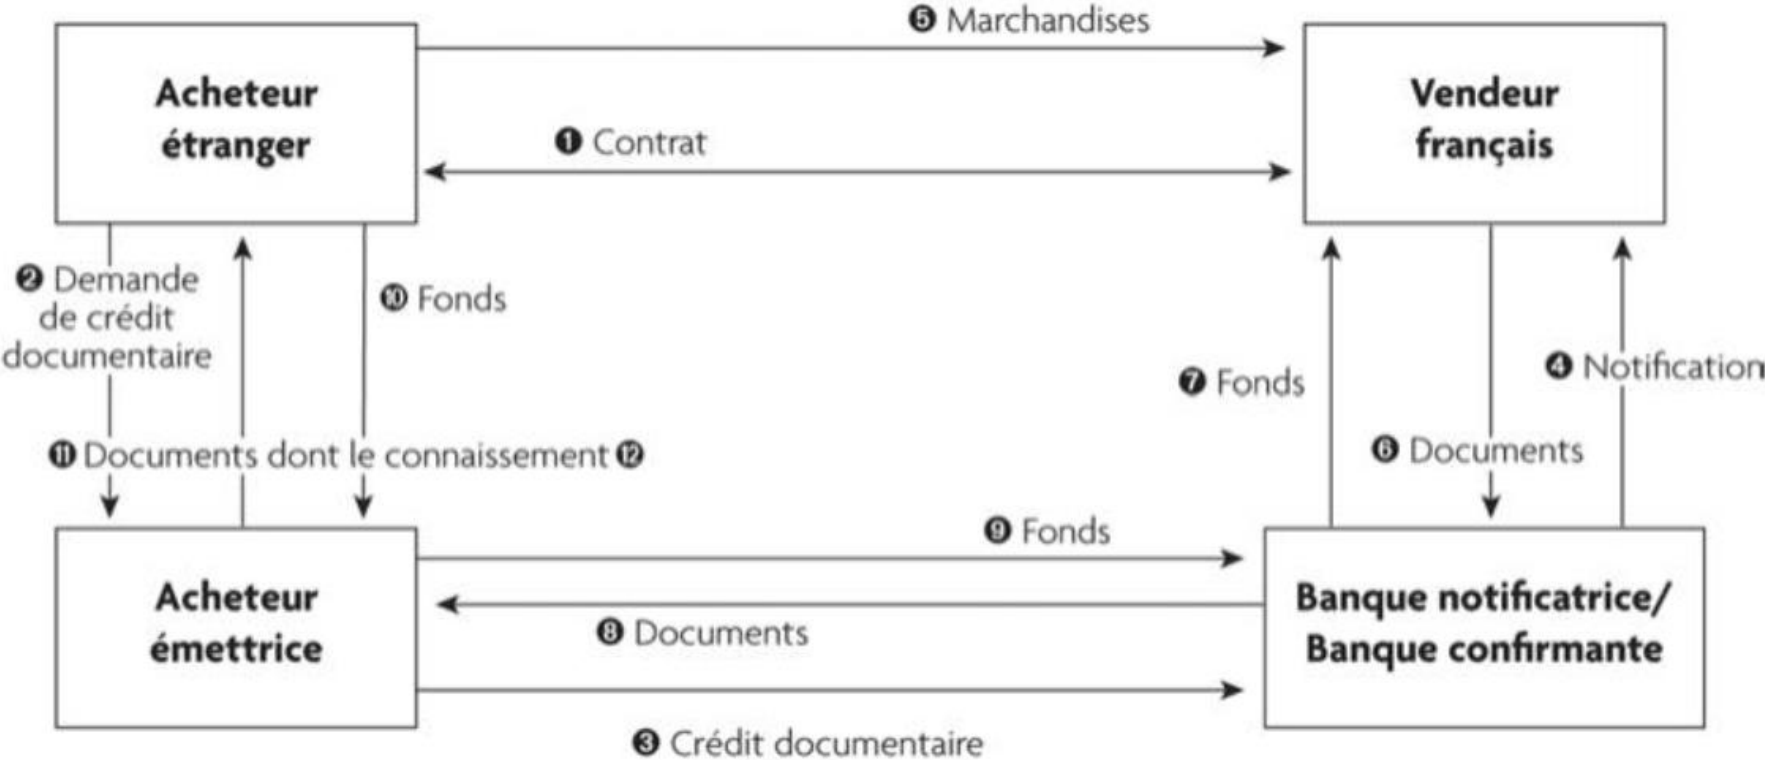 ❺ Marchandises
Acheteur
étranger
Vendeur
français
❶ Contrat
❷ Demande
de crédit
documentaire
❿ Fonds
❼ Fonds
❹ Notification
⓫ Documents dont le connaissement ⓬
❻ Documents
❾ Fonds
Acheteur
émettrice
Banque notificatrice/
Banque confirmante
❽ Documents
❸ Crédit documentaire